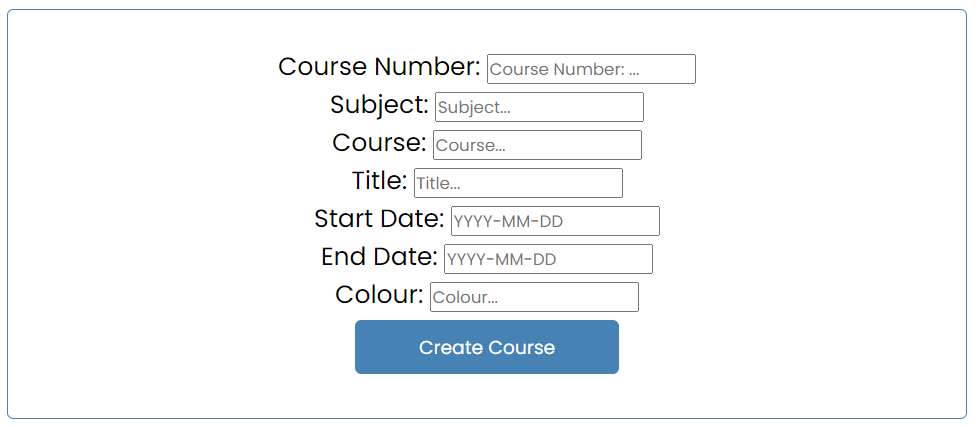 Course Number: Course Number: ...
Subject: Subject...
Course: Course...
Title: Title...
Start Date: YYYY-MM-DD
End Date: YYYY-MM-DD
Colour: Colour...
Create Course